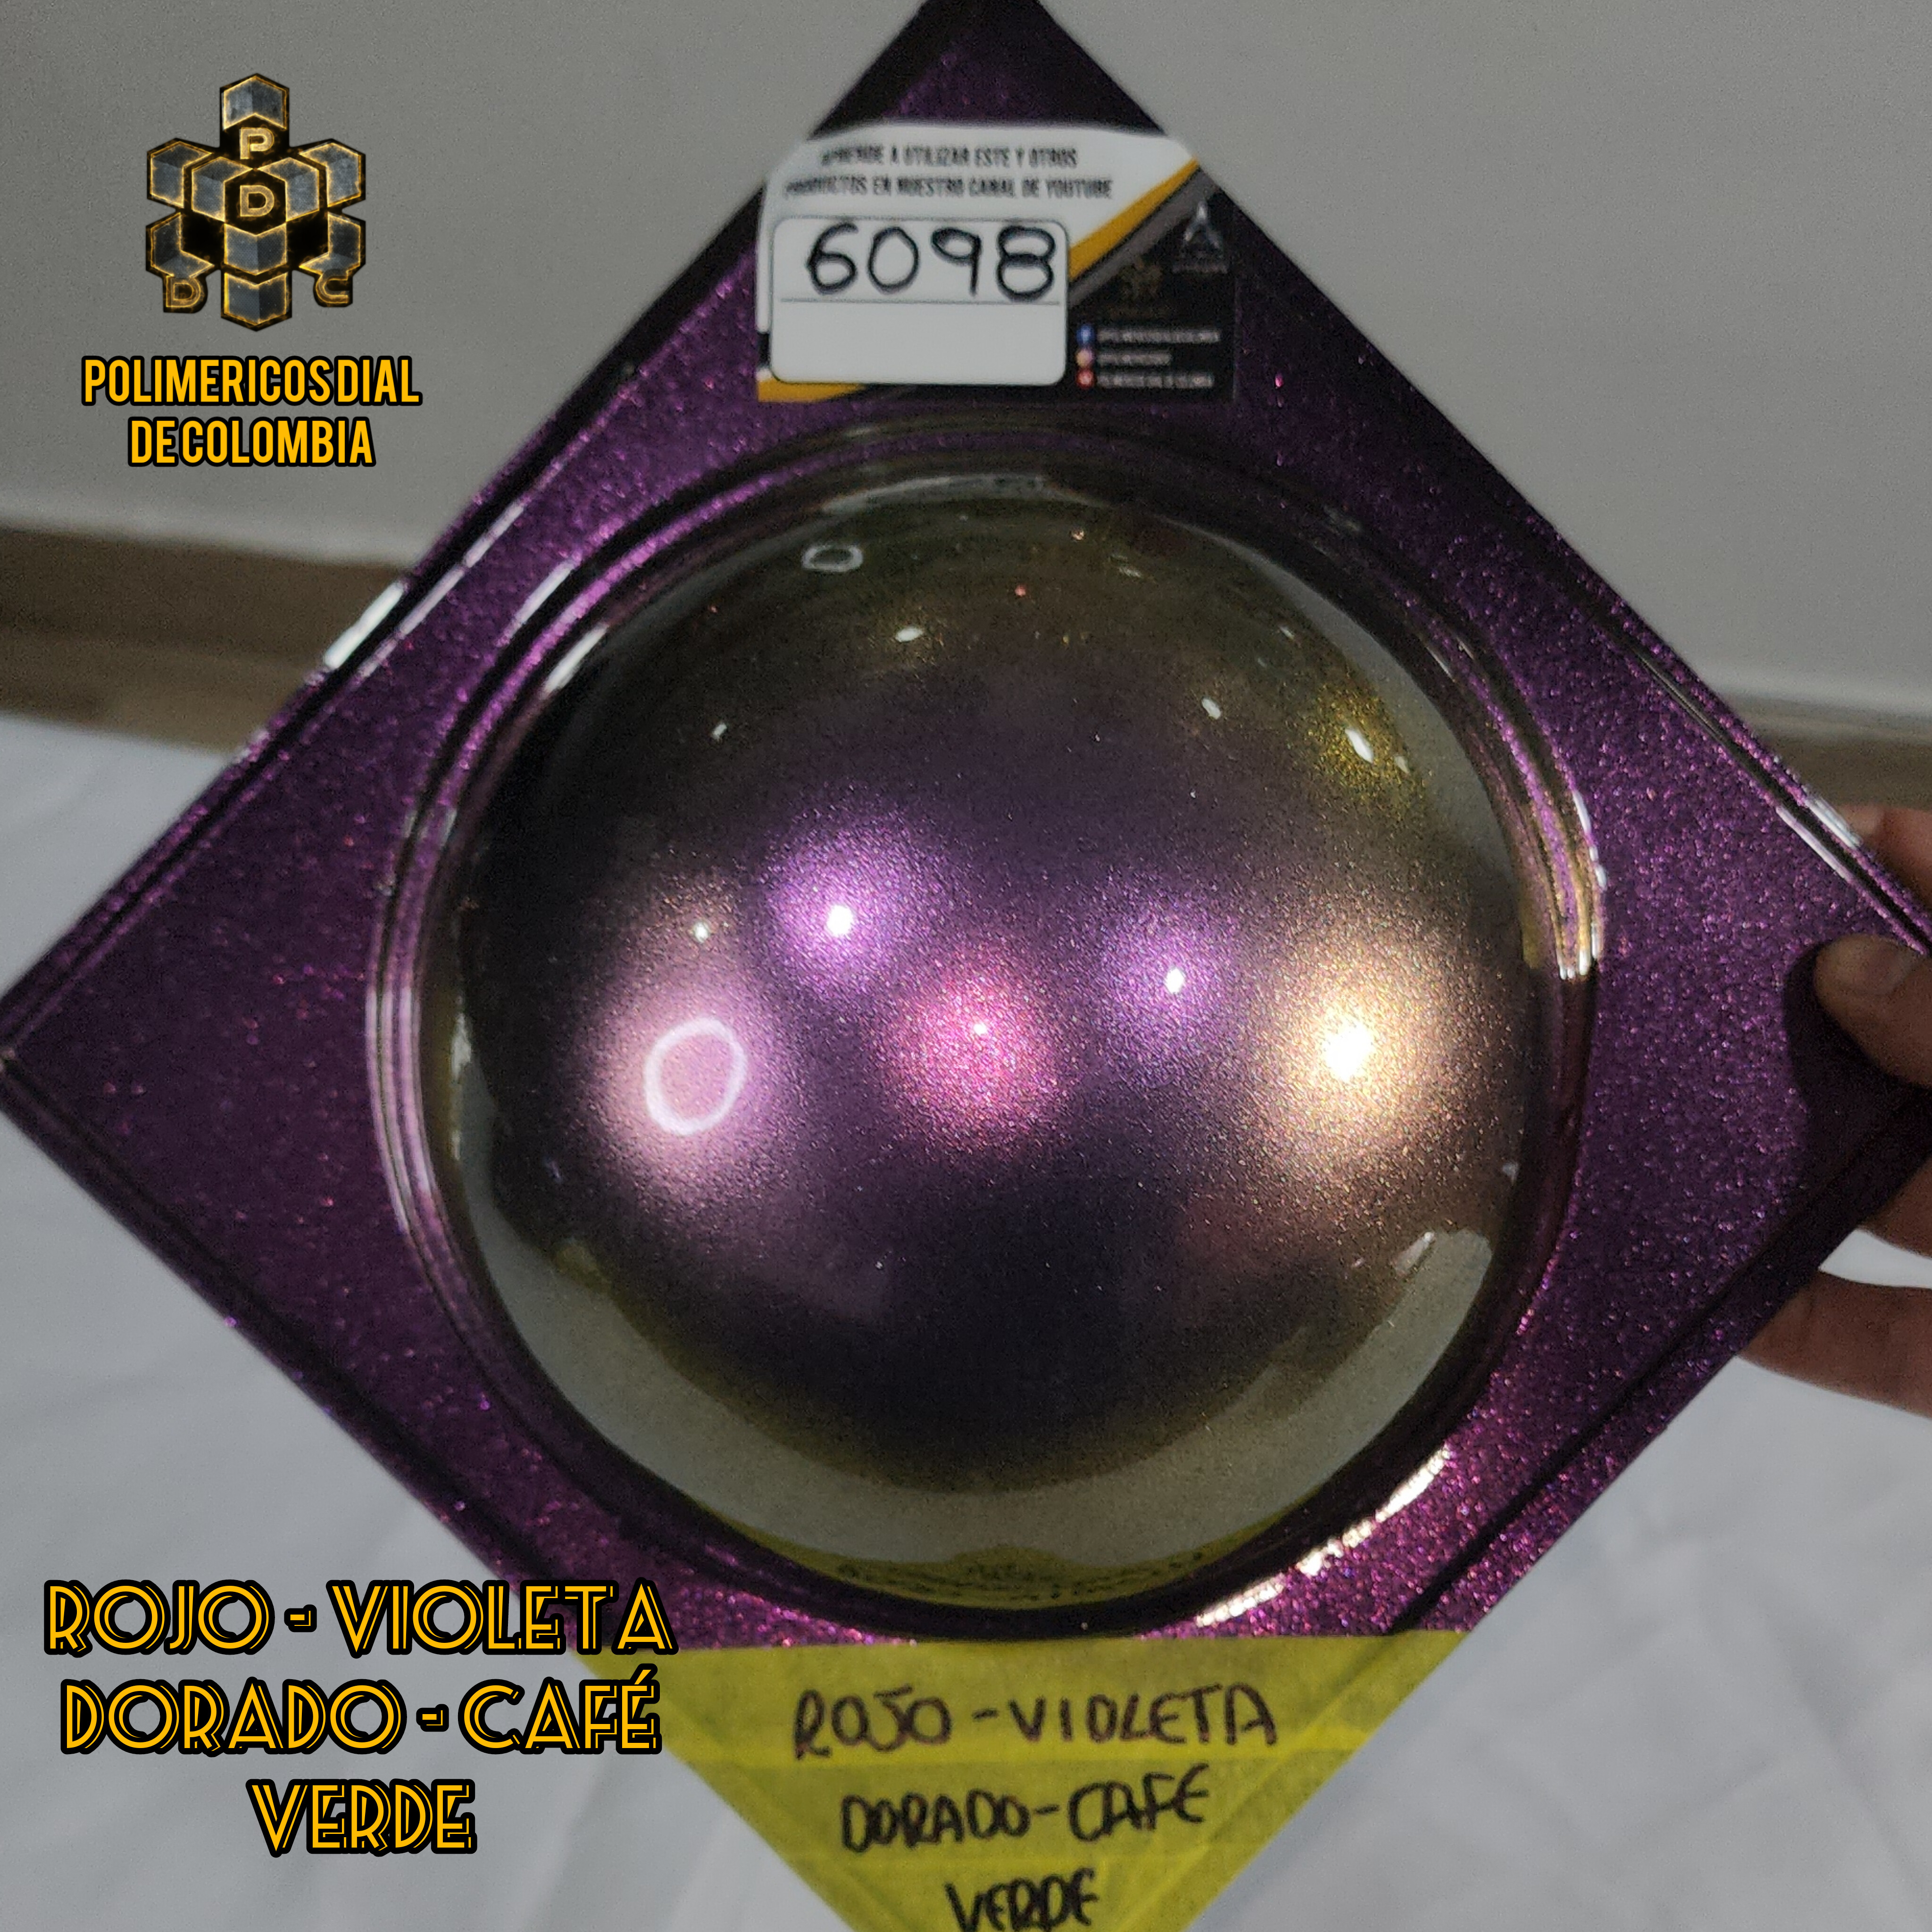 P
D
D C
POLIMERICOS DIAL
DE COLOMBIA
APRENDE A UTILIZAR ESTE Y OTROS
PRODUCTOS EN NUESTRO CANAL DE YOUTUBE
6098
ROJO - VIOLETA
DORADO - CAFÉ
VERDE
ROJO - VIOLETA
DORADO - CAFE
VERDE